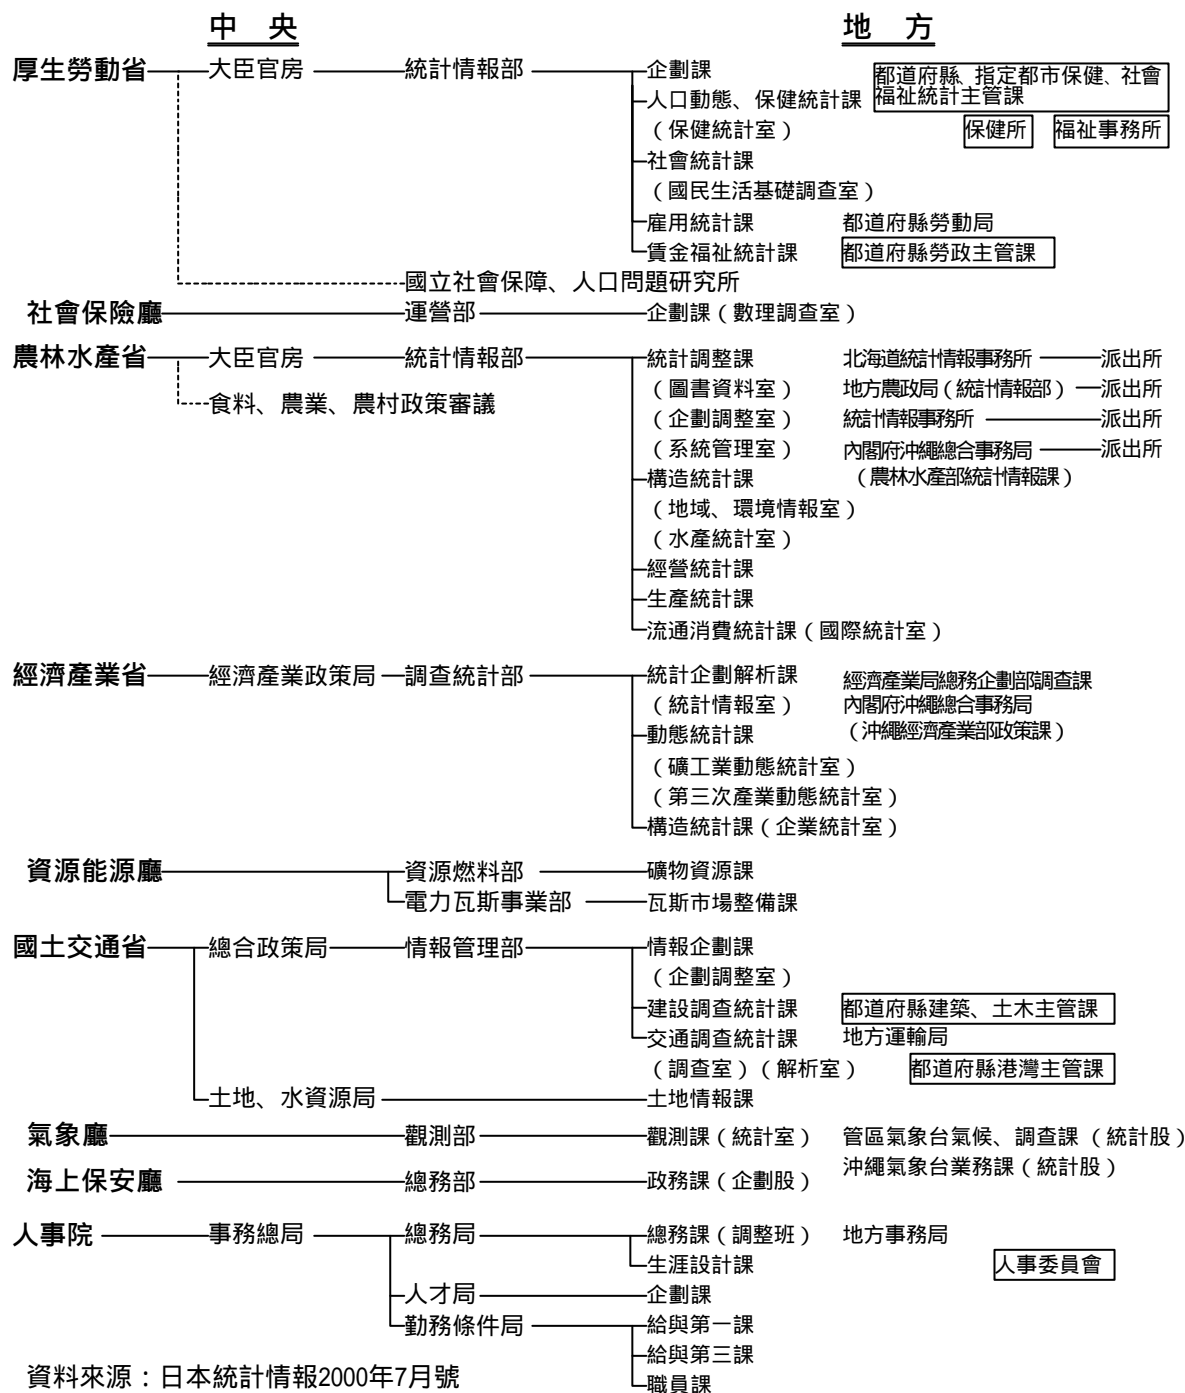 中 央 地 方
厚生勞動省 大臣官房 統計情報部 企劃課 都道府縣、指定都市保健、社會
人口動態、保健統計課 福祉統計主管課
（保健統計室） 保健所 福祉事務所
社會統計課
（國民生活基礎調查室）
雇用統計課 都道府縣勞動局
賃金福祉統計課 都道府縣勞政主管課
國立社會保障、人口問題研究所
社會保險廳 運營部 企劃課（數理調查室）
農林水產省 大臣官房 統計情報部 統計調整課 北海道統計情報事務所 派出所
（圖書資料室） 地方農政局（統計情報部） 派出所
食料、農業、農村政策審議
（企劃調整室） 統計情報事務所 派出所
（系統管理室） 內閣府沖繩總合事務局 派出所
構造統計課 （農林水產部統計情報課）
（地域、環境情報室）
（水產統計室）
經營統計課
生產統計課
流通消費統計課（國際統計室）
經濟產業省 經濟產業政策局 調查統計部 統計企劃解析課 經濟產業局總務企劃部調查課
（統計情報室） 內閣府沖繩總合事務局
動態統計課 （沖繩經濟產業部政策課）
（礦工業動態統計室）
（第三次產業動態統計室）
構造統計課（企業統計室）
資源能源廳 資源燃料部 礦物資源課
電力瓦斯事業部 瓦斯市場整備課
國土交通省 總合政策局 情報管理部 情報企劃課
（企劃調整室）
建設調查統計課 都道府縣建築、土木主管課
交通調查統計課 地方運輸局
（調查室）（解析室） 都道府縣港灣主管課
土地、水資源局 土地情報課
氣象廳 觀測部 觀測課（統計室） 管區氣象台氣候、調查課（統計股）
沖繩氣象台業務課（統計股）
海上保安廳 總務部 政務課（企劃股）
人事院 事務總局 總務局 總務課（調整班） 地方事務局
生涯設計課 人事委員會
人才局 企劃課
勤務條件局 給與第一課
給與第三課
職員課
資料來源：日本統計情報2000年7月號